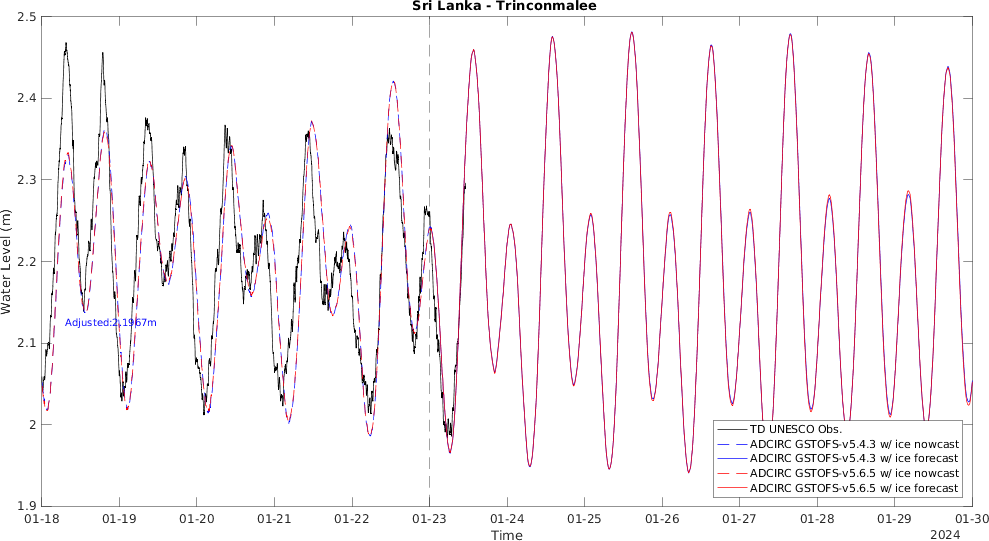 Sri Lanka - Trinconmalee
2.5
2.4
2.3
2.2
2.1
2
1.9
Water Level (m)
Adjusted:2.1967m
TD UNESCO Obs.
ADCIRC GSTOFS-v5.4.3 w/ ice nowcast
ADCIRC GSTOFS-v5.4.3 w/ ice forecast
ADCIRC GSTOFS-v5.6.5 w/ ice nowcast
ADCIRC GSTOFS-v5.6.5 w/ ice forecast
01-18 01-19 01-20 01-21 01-22 01-23 01-24 01-25 01-26 01-27 01-28 01-29 01-30
Time
2024